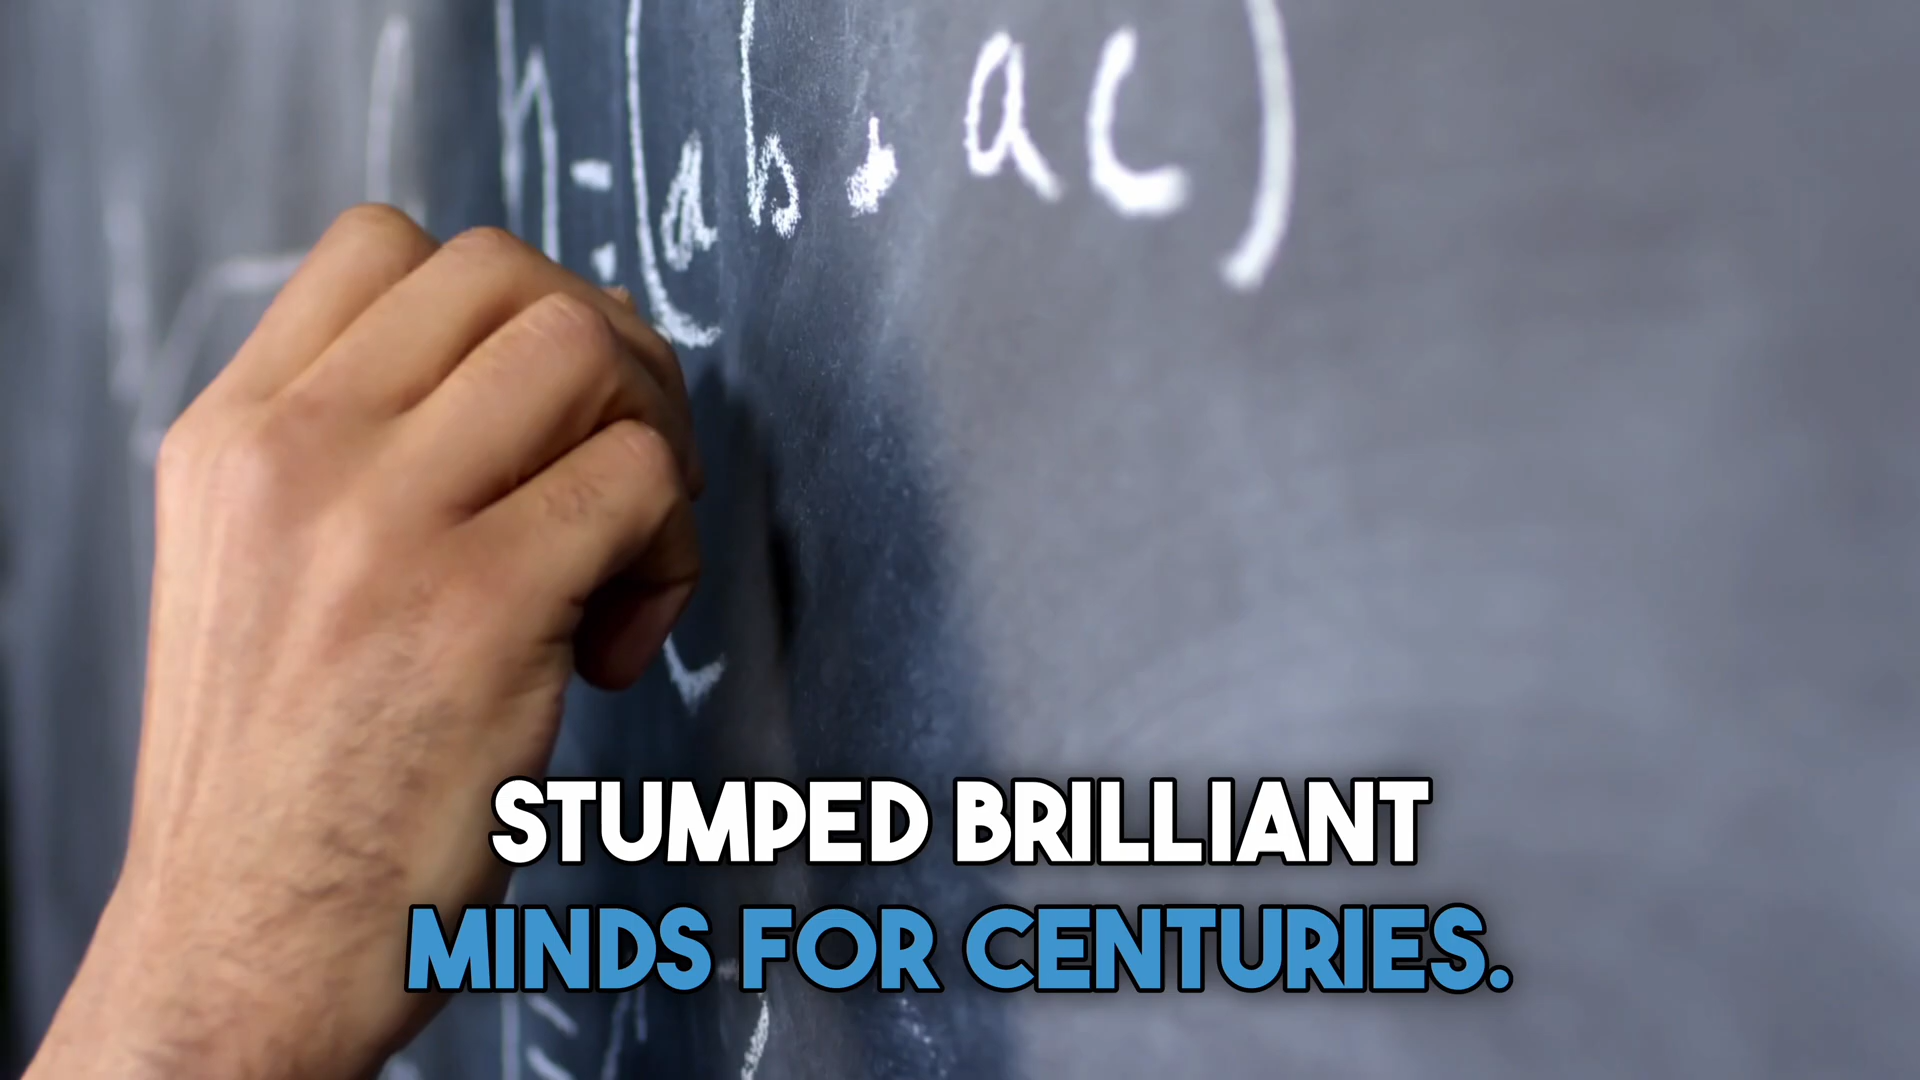 n = (ab, ac)
STUMPED BRILLIANT
MINDS FOR CENTURIES.